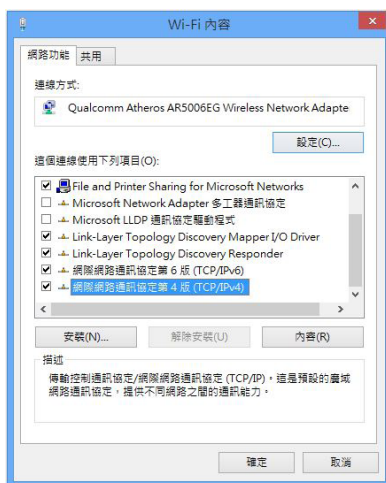 Wi-Fi 內容
網路功能 共用
連線方式:
Qualcomm Atheros AR5006EG Wireless Network Adapte
設定(C)...
這個連線使用下列項目(O):
File and Printer Sharing for Microsoft Networks
Microsoft Network Adapter 多工器通訊協定
Microsoft LLDP 通訊協定驅動程式
Link-Layer Topology Discovery Mapper I/O Driver
Link-Layer Topology Discovery Responder
網際網路通訊協定第 6 版 (TCP/IPv6)
網際網路通訊協定第 4 版 (TCP/IPv4)
安裝(N)... 解除安裝(U) 內容(R)
描述
傳輸控制通訊協定/網際網路通訊協定 (TCP/IP)。這是預設的廣域
網路通訊協定，提供不同網路之間的通訊能力。
確定 取消